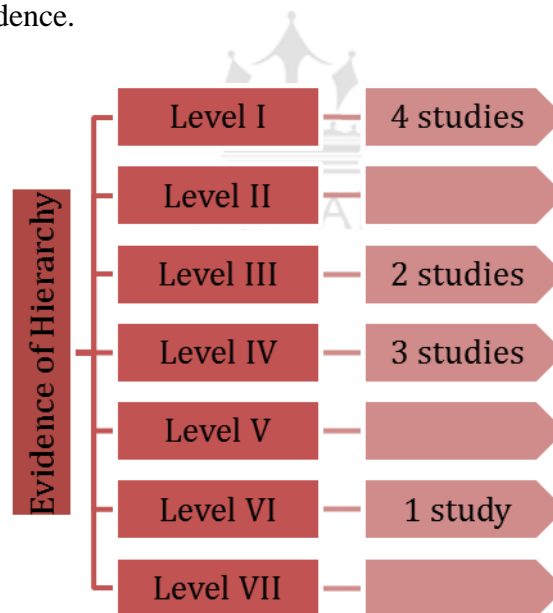 dence.
Evidence of Hierarchy
Level I
4 studies
Level II
Level III
2 studies
Level IV
3 studies
Level V
Level VI
1 study
Level VII